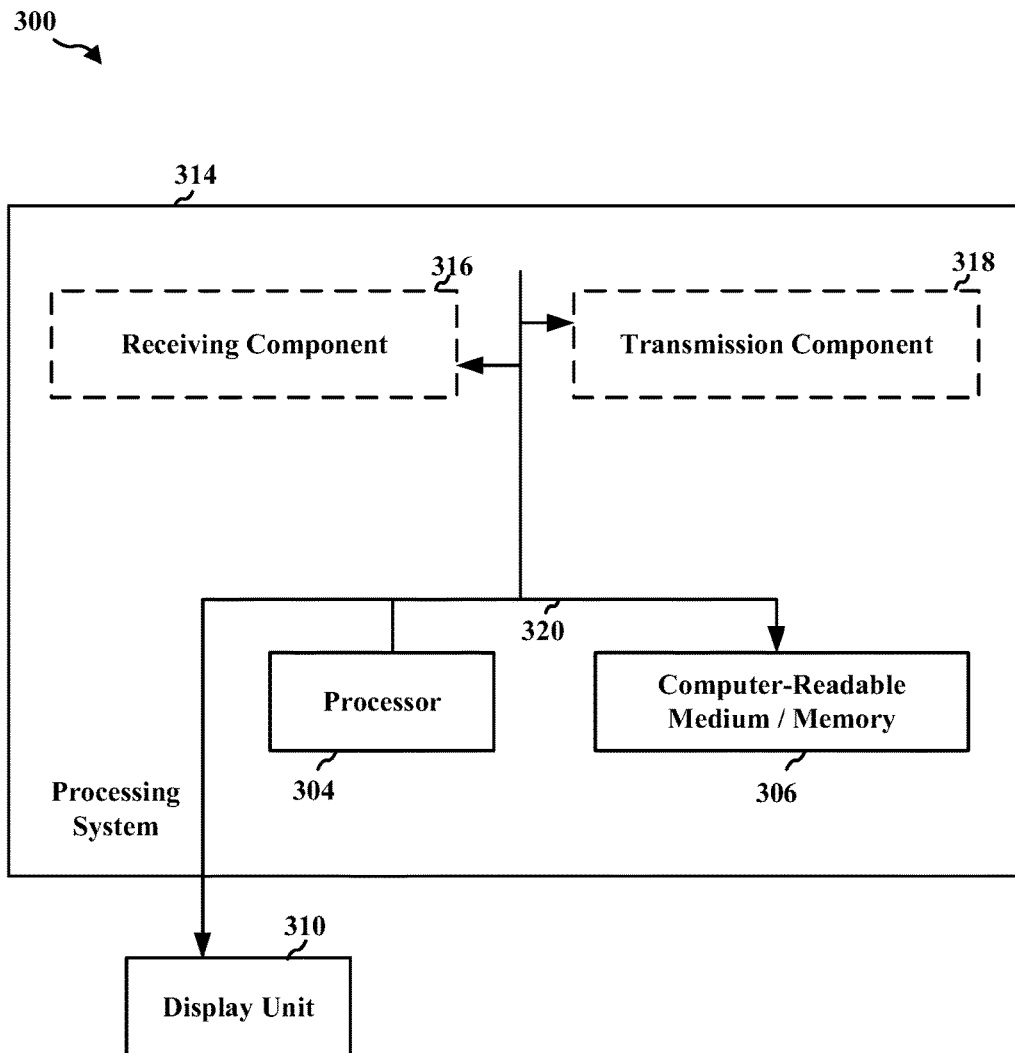 300
314
316
318
Receiving Component
Transmission Component
320
Processor
Computer-Readable
Medium / Memory
304
306
Processing
System
310
Display Unit